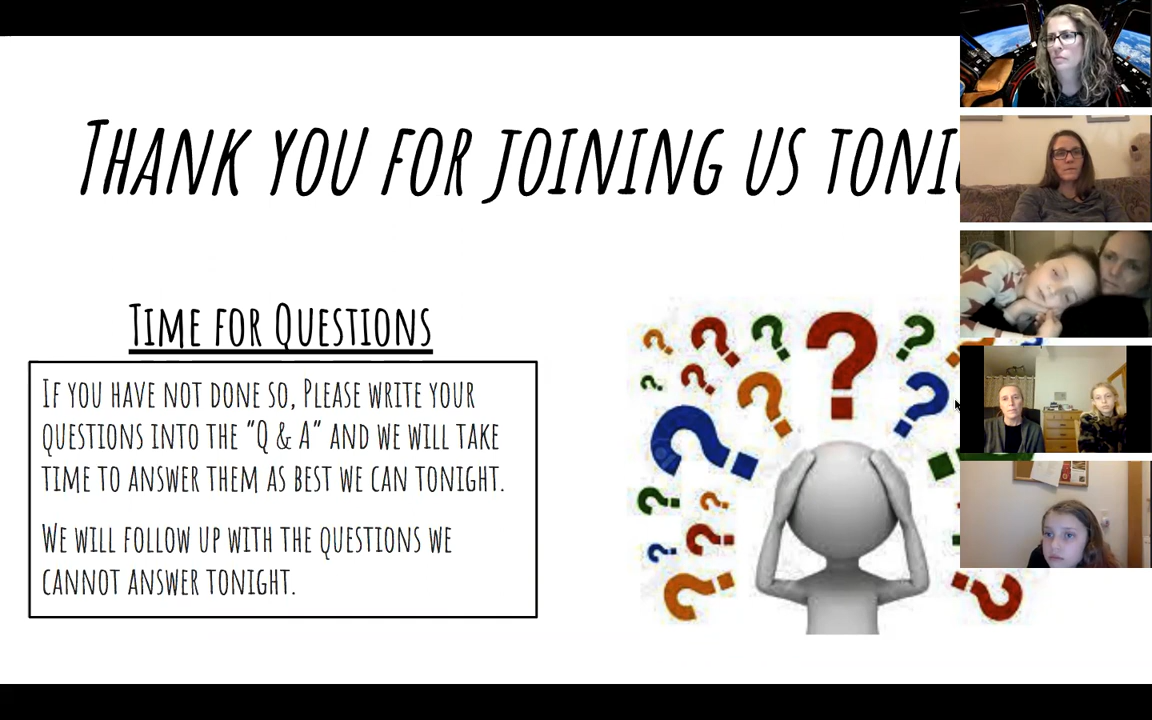 THANK YOU FOR JOINING US
TIME FOR QUESTIONS
IF YOU HAVE NOT DONE SO, PLEASE WRITE YOUR
QUESTIONS INTO THE "Q & A" AND WE WILL TAKE
TIME TO ANSWER THEM AS BEST WE CAN TONIGHT.
WE WILL FOLLOW UP WITH THE QUESTIONS WE
CANNOT ANSWER TONIGHT.